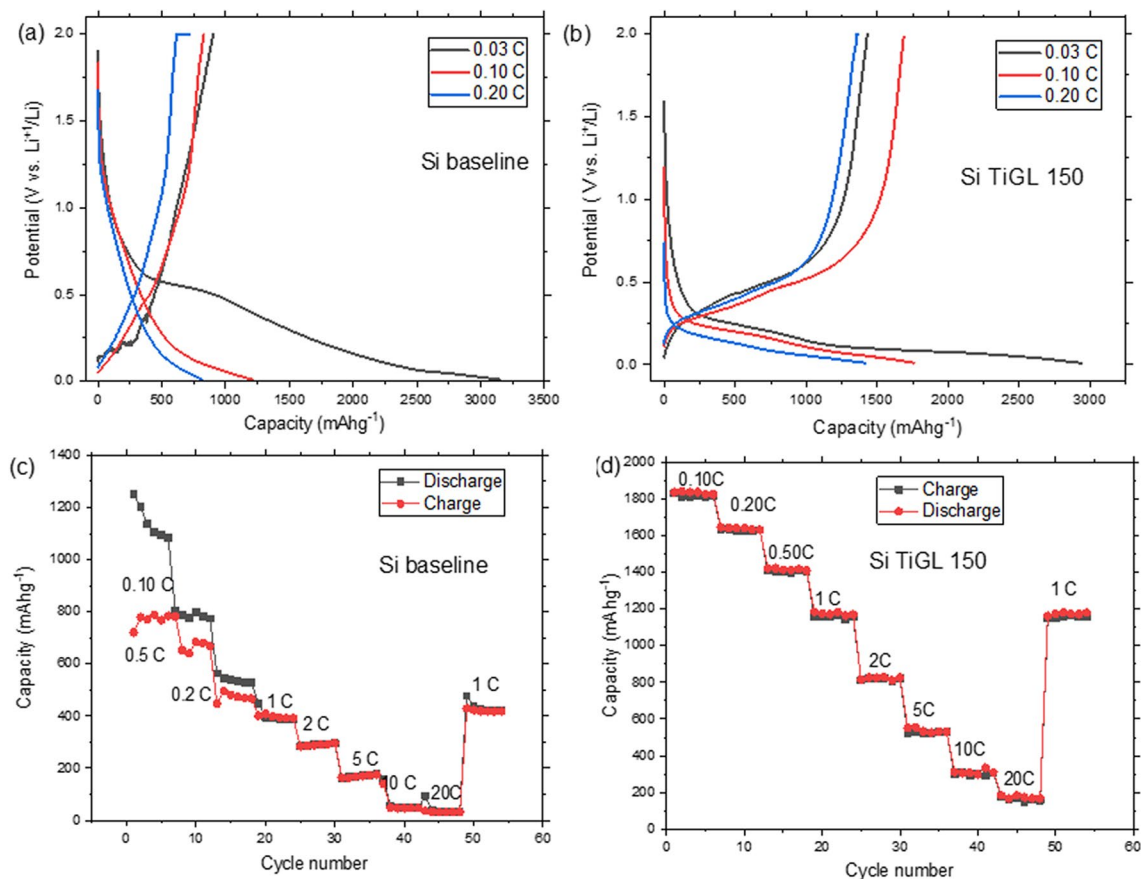 (a)
2.0
1.5
1.0
0.5
0.0
Potential (V vs. Li⁺¹/Li)
0.03 C
0.10 C
0.20 C
Si baseline
0 500 1000 1500 2000 2500 3000 3500
Capacity (mAhg⁻¹)
(b)
2.0
1.5
1.0
0.5
0.0
Potential ( V vs. Li⁺/Li)
0.03 C
0.10 C
0.20 C
Si TiGL 150
0 500 1000 1500 2000 2500 3000
Capacity (mAhg⁻¹)
(c)
1400
1200
1000
800
600
400
200
0
Capacity (mAhg⁻¹)
Discharge
Charge
Si baseline
0.10 C
0.5 C
0.2 C
1 C
2 C
5 C
10 C
20C
1 C
0 10 20 30 40 50 60
Cycle number
(d)
2000
1800
1600
1400
1200
1000
800
600
400
200
0
Capacity (mAhg⁻¹)
Charge
Discharge
Si TiGL 150
0.10C
0.20C
0.50C
1 C
2C
5C
10C
20C
1 C
0 10 20 30 40 50 60
Cycle number